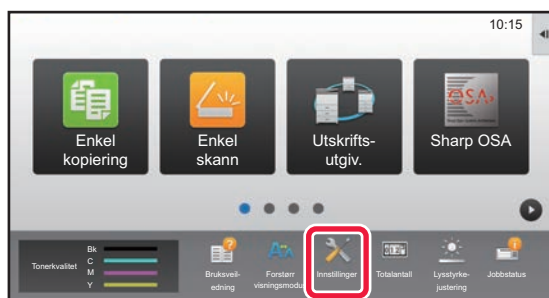 10:15
Enkel
kopiering
Enkel
skann
Utskrifts-
utgiv.
Sharp OSA
Tonerkvalitet
Bk
C
M
Y
Bruksveil-
edning
Forstørr
visningsmodus
Innstillinger
Totalantall
Lysstyrke-
justering
Jobbstatus